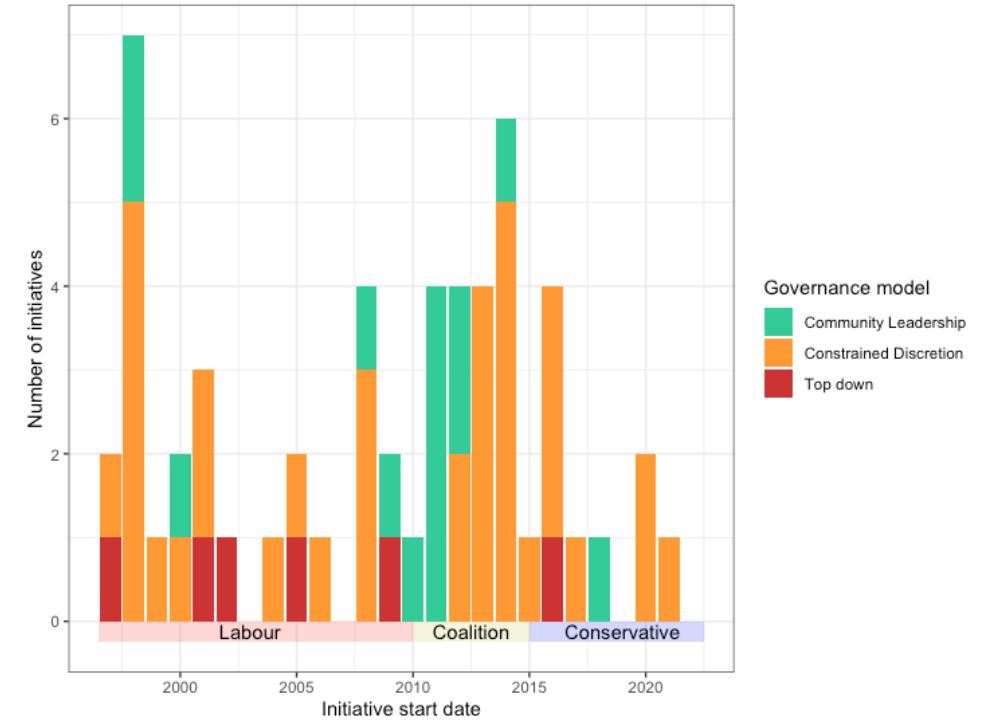 6
4
2
0
Number of initiatives
Labour
Coalition
Conservative
2000
2005
2010
2015
2020
Initiative start date
Governance model
Community Leadership
Constrained Discretion
Top down